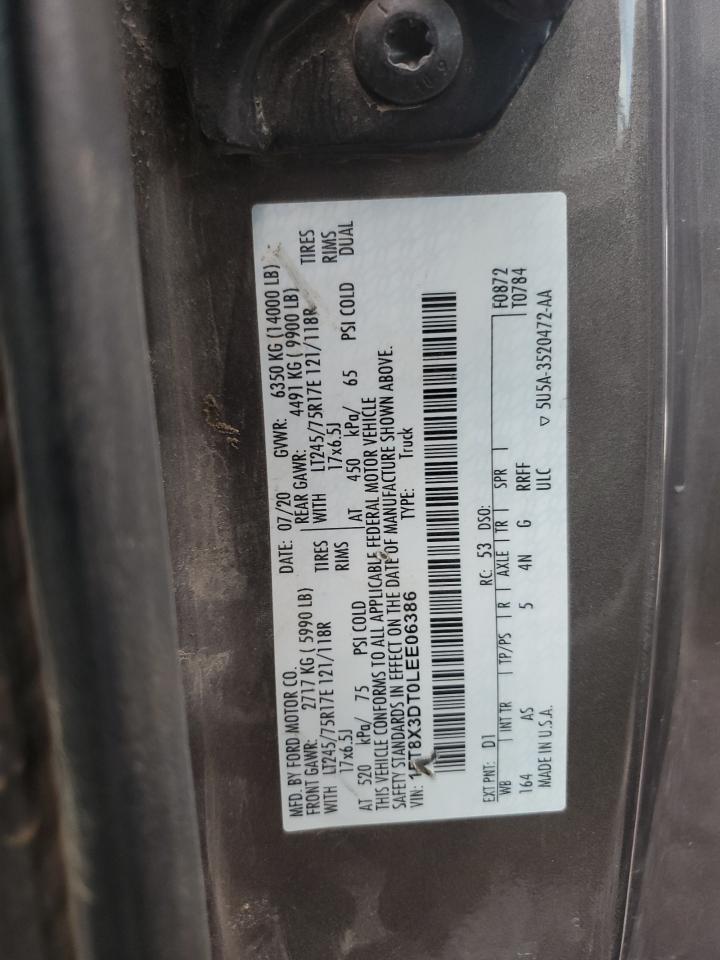 MFD. BY FORD MOTOR CO.
DATE: 07/20 GVWR: 6350 KG (14000 LB)
FRONT GAWR: 2717 KG ( 5990 LB) REAR GAWR: 4491 KG ( 9900 LB)
WITH LT245/75R17E 121/118R TIRES WITH LT245/75R17E 121/118R TIRES
17x6.5J RIMS 17x6.5J RIMS
AT 520 kPa/ 75 PSI COLD AT 450 kPa/ 65 PSI COLD DUAL
THIS VEHICLE CONFORMS TO ALL APPLICABLE FEDERAL MOTOR VEHICLE
SAFETY STANDARDS IN EFFECT ON THE DATE OF MANUFACTURE SHOWN ABOVE.
VIN: 1FT8X3DT0LEE06386 TYPE: Truck
EXT PNT: D1 RC: 53 DSO: F0872
WB INT TR TP/PS R AXLE TR SPR T0784
164 AS 5 4N G RRFF
MADE IN U.S.A. ULC ▽ 5U5A-3520472-AA